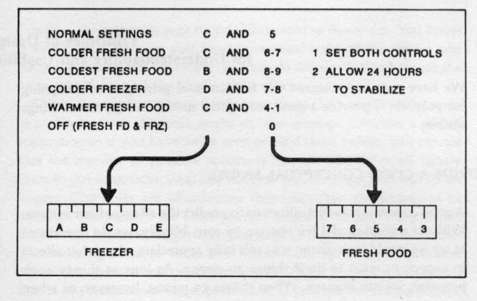 NORMAL SETTINGS C AND 5
COLDER FRESH FOOD C AND 6-7 1 SET BOTH CONTROLS
COLDEST FRESH FOOD B AND 8-9 2 ALLOW 24 HOURS
COLDER FREEZER D AND 7-8 TO STABILIZE
WARMER FRESH FOOD C AND 4-1
OFF (FRESH FD & FRZ) 0
A B C D E 7 6 5 4 3
FREEZER FRESH FOOD